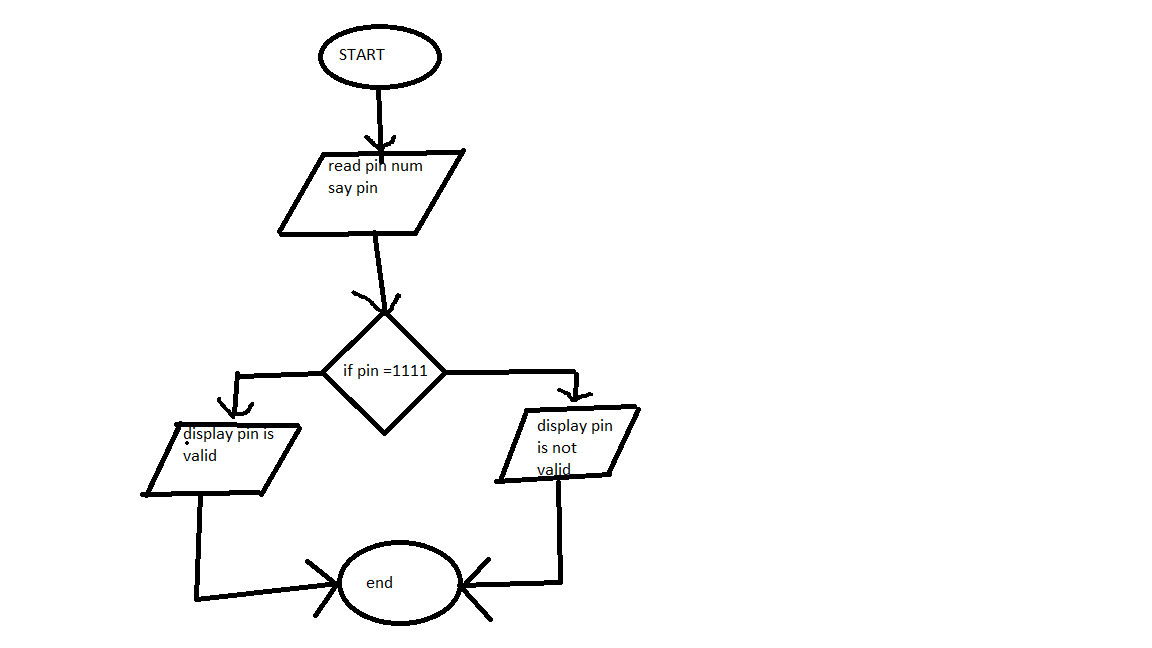 START
read pin num
say pin
if pin =1111
display pin is
valid
display pin
is not
valid
end